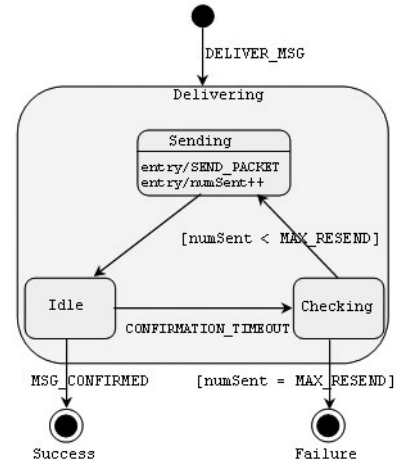 DELIVER_MSG
Delivering
Sending
entry/SEND_PACKET
entry/numSent++
[numSent < MAX_RESEND]
Idle
Checking
CONFIRMATION_TIMEOUT
MSG_CONFIRMED
[numSent = MAX_RESEND]
Success
Failure